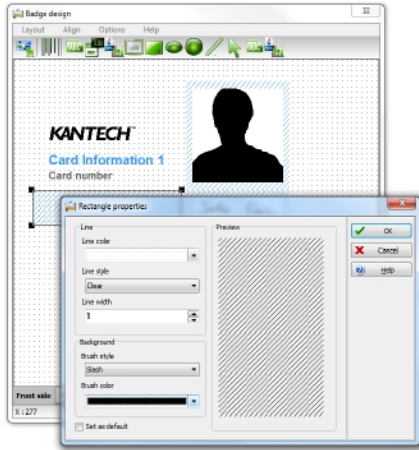 Badge design
Layout Align Options Help
KANTECH
Card Information 1
Card number
Rectangle properties
Line
Line color
Line style
Clear
Line width
1
Background
Brush style
Slash
Brush color
Set as default
Preview
OK
Cancel
Help
Front side
X : 277